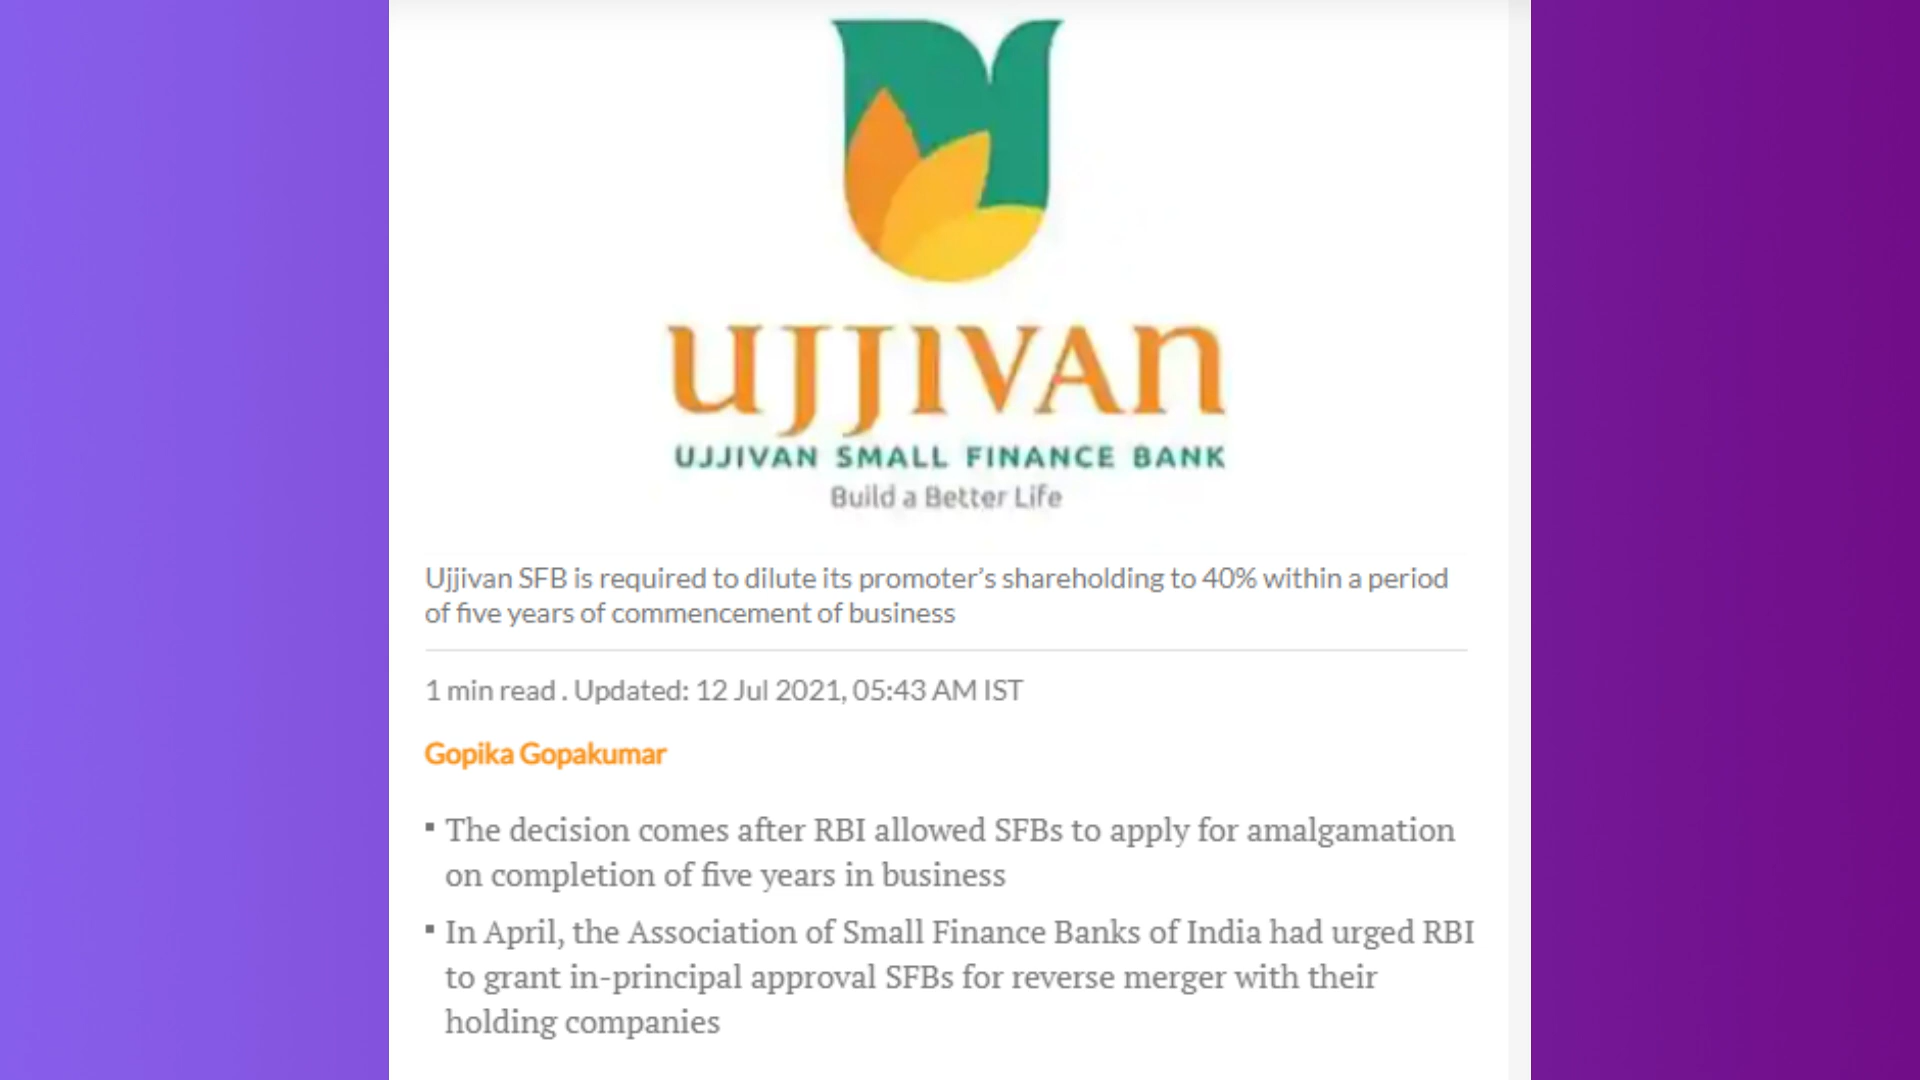 UJJIVAN
UJJIVAN SMALL FINANCE BANK
Build a Better Life
Ujjivan SFB is required to dilute its promoter’s shareholding to 40% within a period
of five years of commencement of business
1 min read . Updated: 12 Jul 2021, 05:43 AM IST
Gopika Gopakumar
▪ The decision comes after RBI allowed SFBs to apply for amalgamation
on completion of five years in business
▪ In April, the Association of Small Finance Banks of India had urged RBI
to grant in-principal approval SFBs for reverse merger with their
holding companies